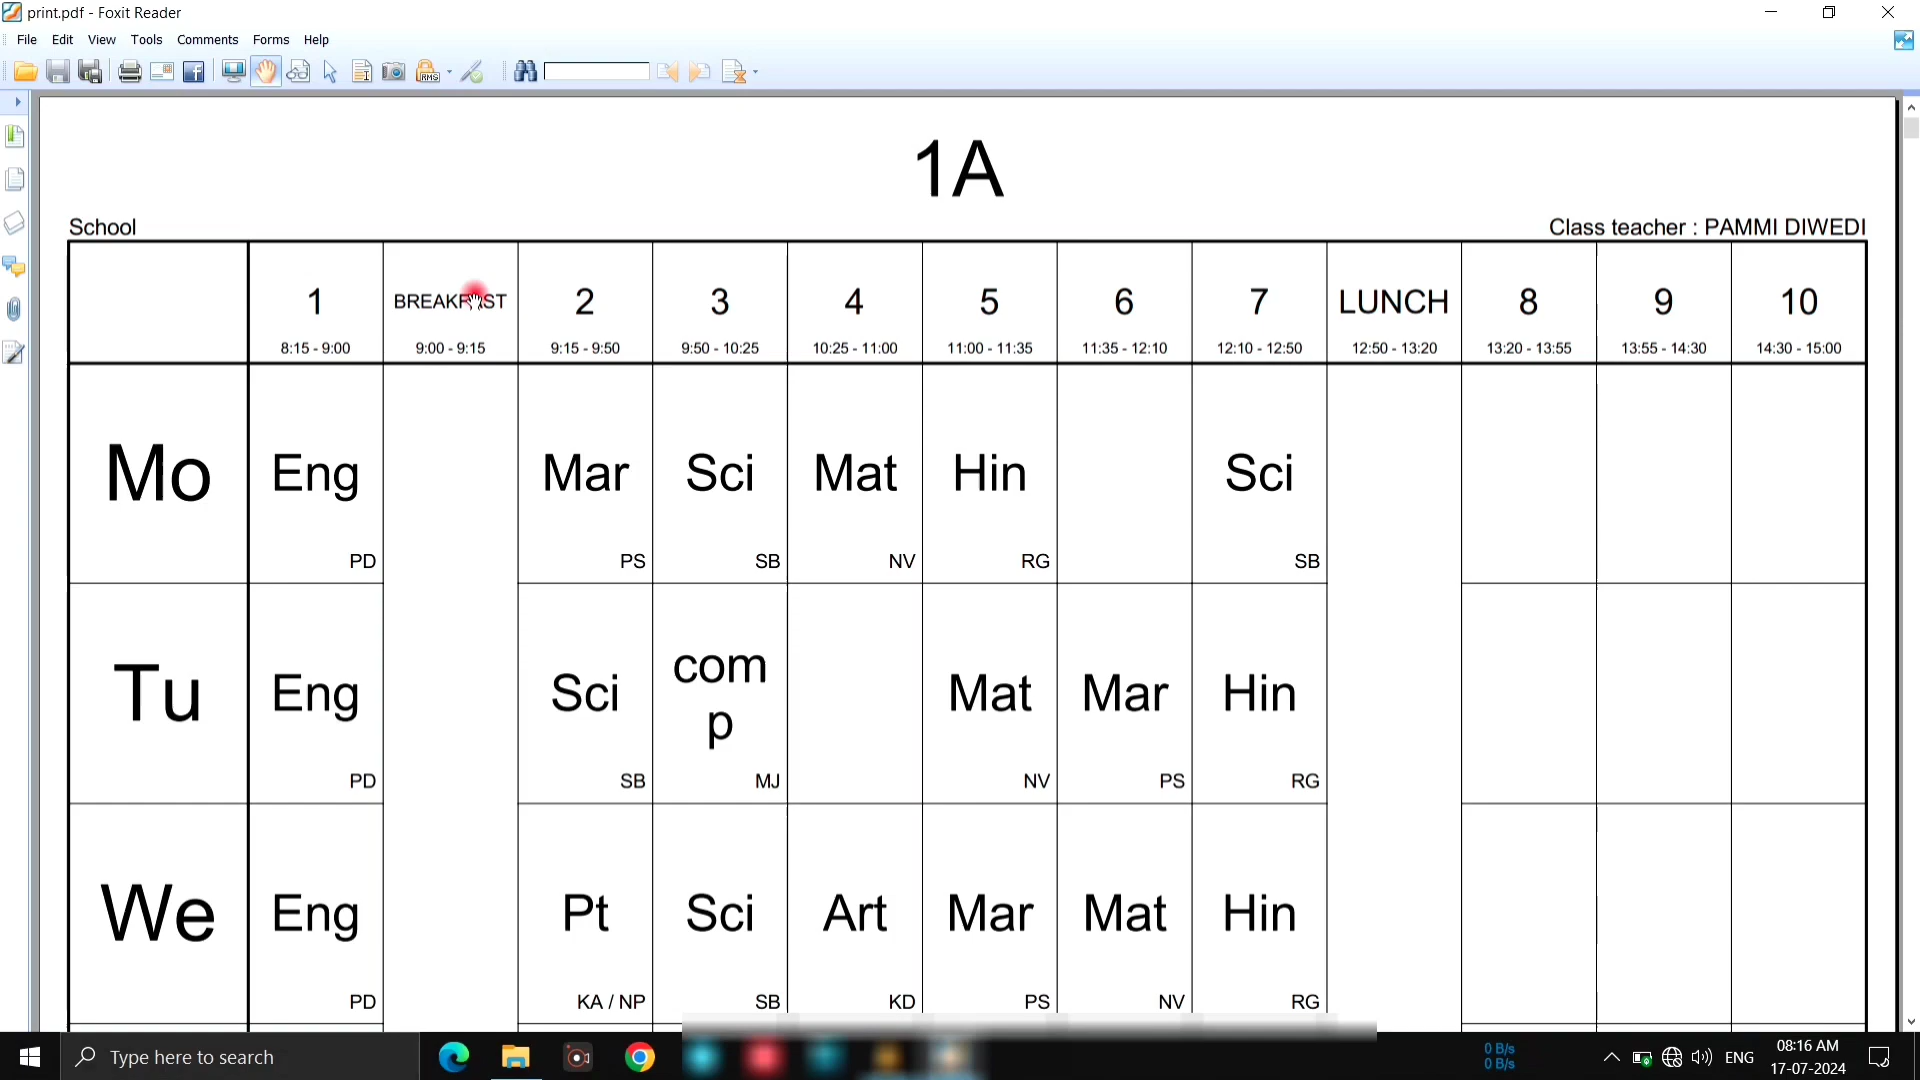 print.pdf - Foxit Reader
File Edit View Tools Comments Forms Help
RMS
1A
School
Class teacher : PAMMI DIWEDI
1 BREAKFAST 2 3 4 5 6 7 LUNCH 8 9 10
8:15 - 9:00 9:00 - 9:15 9:15 - 9:50 9:50 - 10:25 10:25 - 11:00 11:00 - 11:35 11:35 - 12:10 12:10 - 12:50 12:50 - 13:20 13:20 - 13:55 13:55 - 14:30 14:30 - 15:00
Mo Eng Mar Sci Mat Hin Sci
PD PS SB NV RG SB
Tu Eng Sci com Mat Mar Hin
p
PD SB MJ NV PS RG
We Eng Pt Sci Art Mar Mat Hin
PD KA / NP SB KD PS NV RG
Type here to search
0 B/s
0 B/s
ENG
08:16 AM
17-07-2024